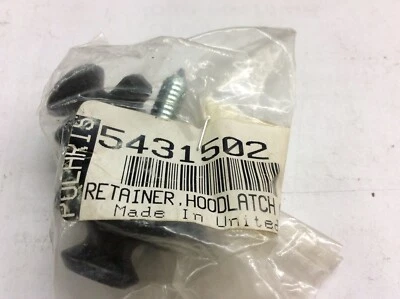 POLARIS
5431502
RETAINER,HOODLATCH
Made In United